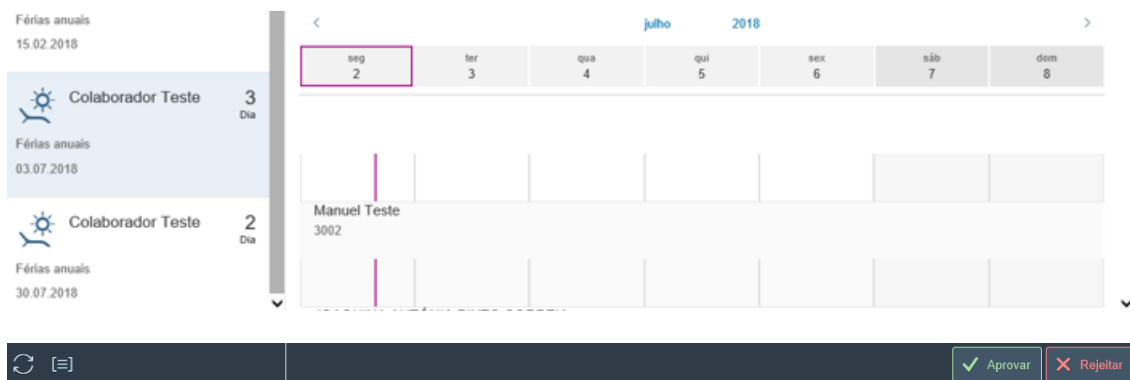 Férias anuais
15.02.2018
Colaborador Teste 3
Dia
Férias anuais
03.07.2018
Colaborador Teste 2
Dia
Férias anuais
30.07.2018
julho 2018
seg ter qua qui sex sáb dom
2 3 4 5 6 7 8
Manuel Teste
3002
Aprovar Rejeitar